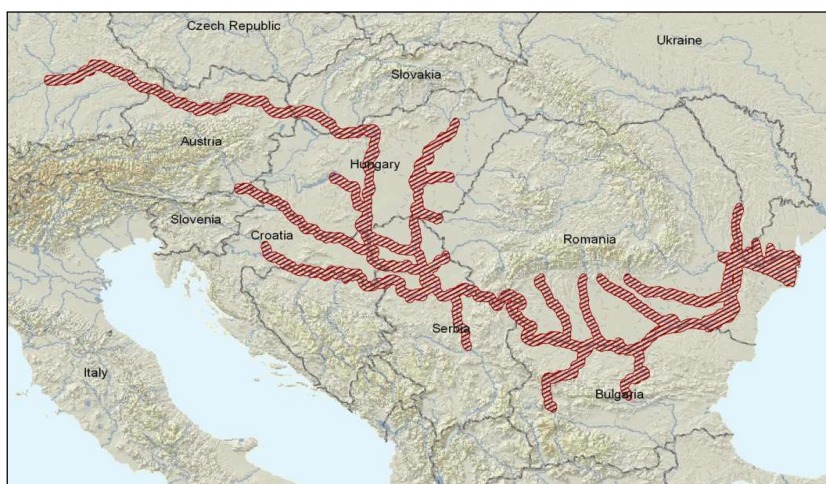 Czech Republic
Ukraine
Slovakia
Austria
Hungary
Slovenia
Croatia
Romania
Serbia
Italy
Bulgaria